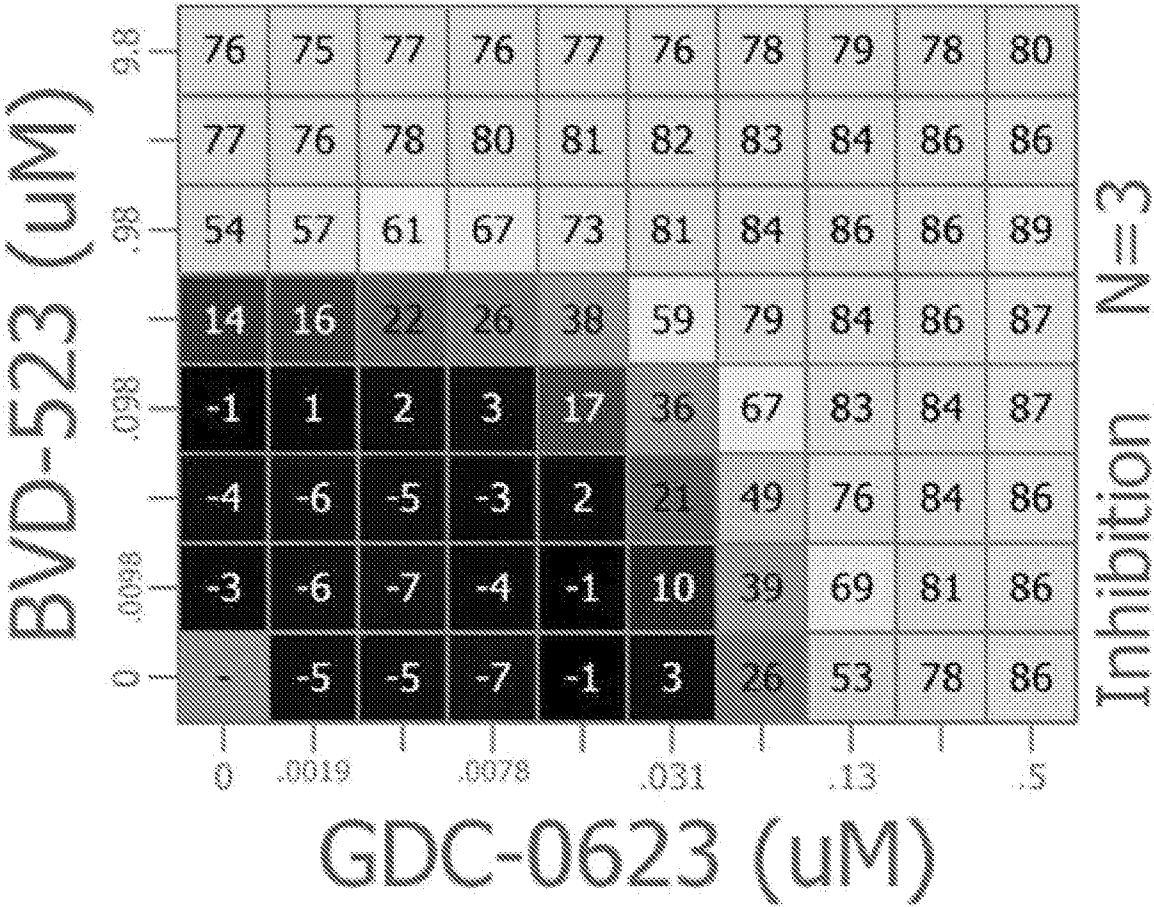 BVD-523 (uM)
9.8
.98
.098
.0098
0
76 75 77 76 77 76 78 79 78 80
77 76 78 80 81 82 83 84 86 86
54 57 61 67 73 81 84 86 86 89
14 16 22 26 38 59 79 84 86 87
-1 1 2 3 17 36 67 83 84 87
-4 -6 -5 -3 2 21 49 76 84 86
-3 -6 -7 -4 -1 10 39 69 81 86
- -5 -5 -7 -1 3 26 53 78 86
0 .0019 .0078 .031 .13 .5
GDC-0623 (uM)
Inhibition N=3